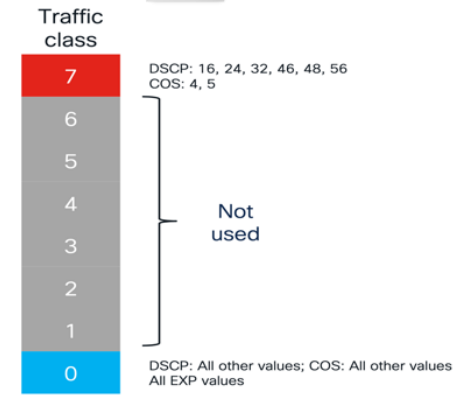 Traffic
class
7
DSCP: 16, 24, 32, 46, 48, 56
COS: 4, 5
6
5
4
3
2
1
Not
used
0
DSCP: All other values; COS: All other values
All EXP values